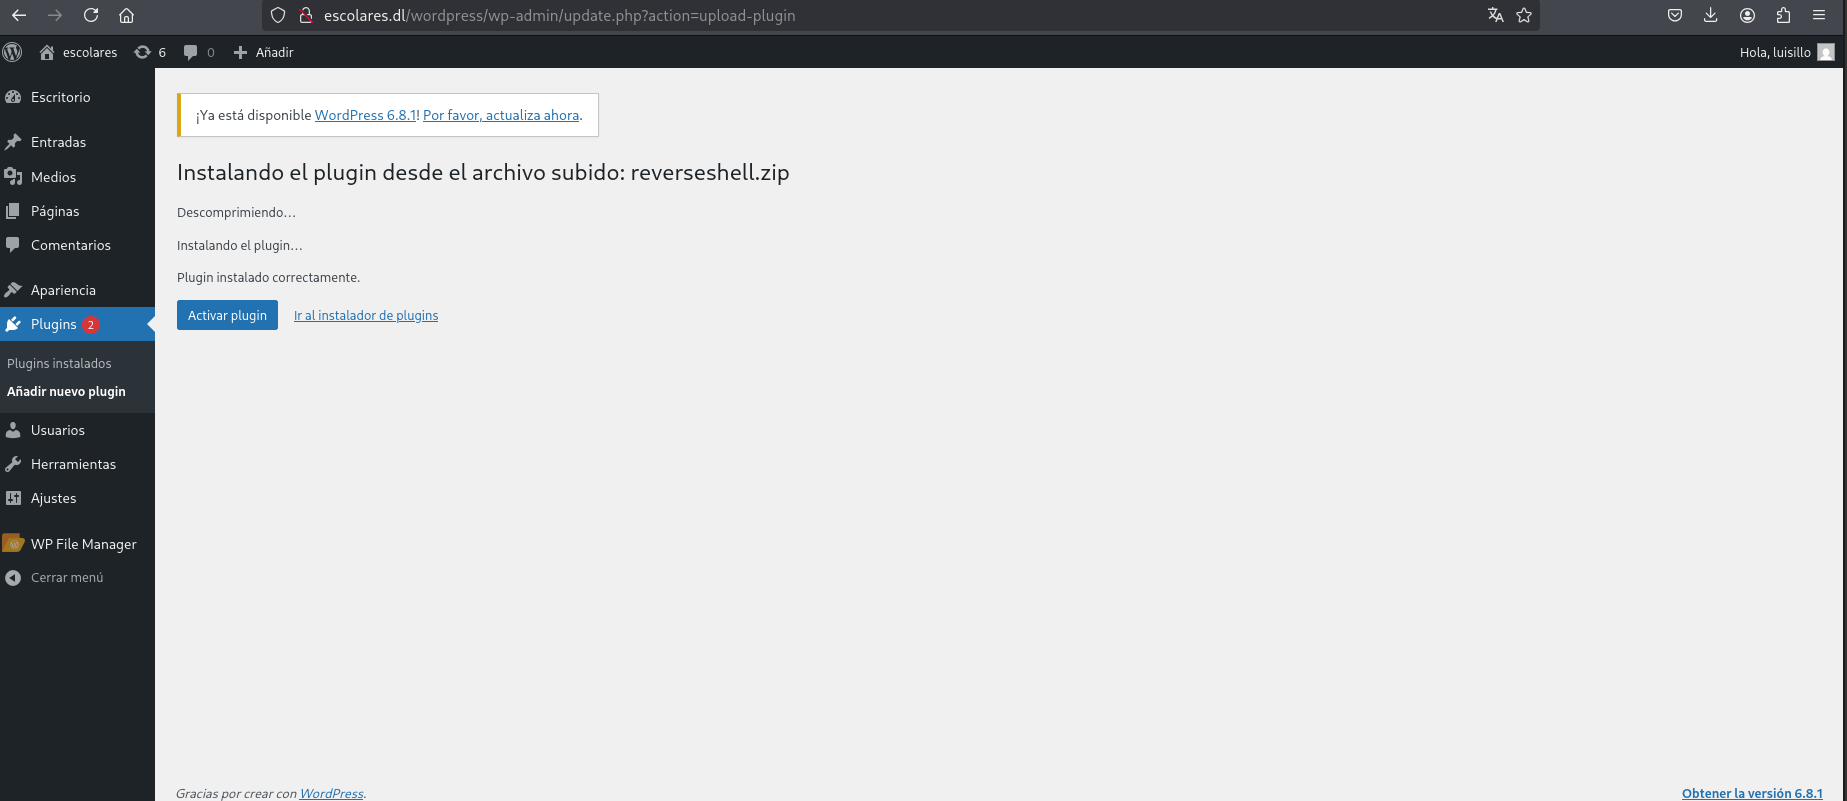 escolares.dl/wordpress/wp-admin/update.php?action=upload-plugin
escolares 6 0 Añadir Hola, luisillo
Escritorio
Entradas
Medios
Páginas
Comentarios
Apariencia
Plugins 2
Plugins instalados
Añadir nuevo plugin
Usuarios
Herramientas
Ajustes
WP File Manager
Cerrar menú
¡Ya está disponible WordPress 6.8.1! Por favor, actualiza ahora.
Instalando el plugin desde el archivo subido: reverseshell.zip
Descomprimiendo…
Instalando el plugin…
Plugin instalado correctamente.
Activar plugin Ir al instalador de plugins
Gracias por crear con WordPress. Obtener la versión 6.8.1